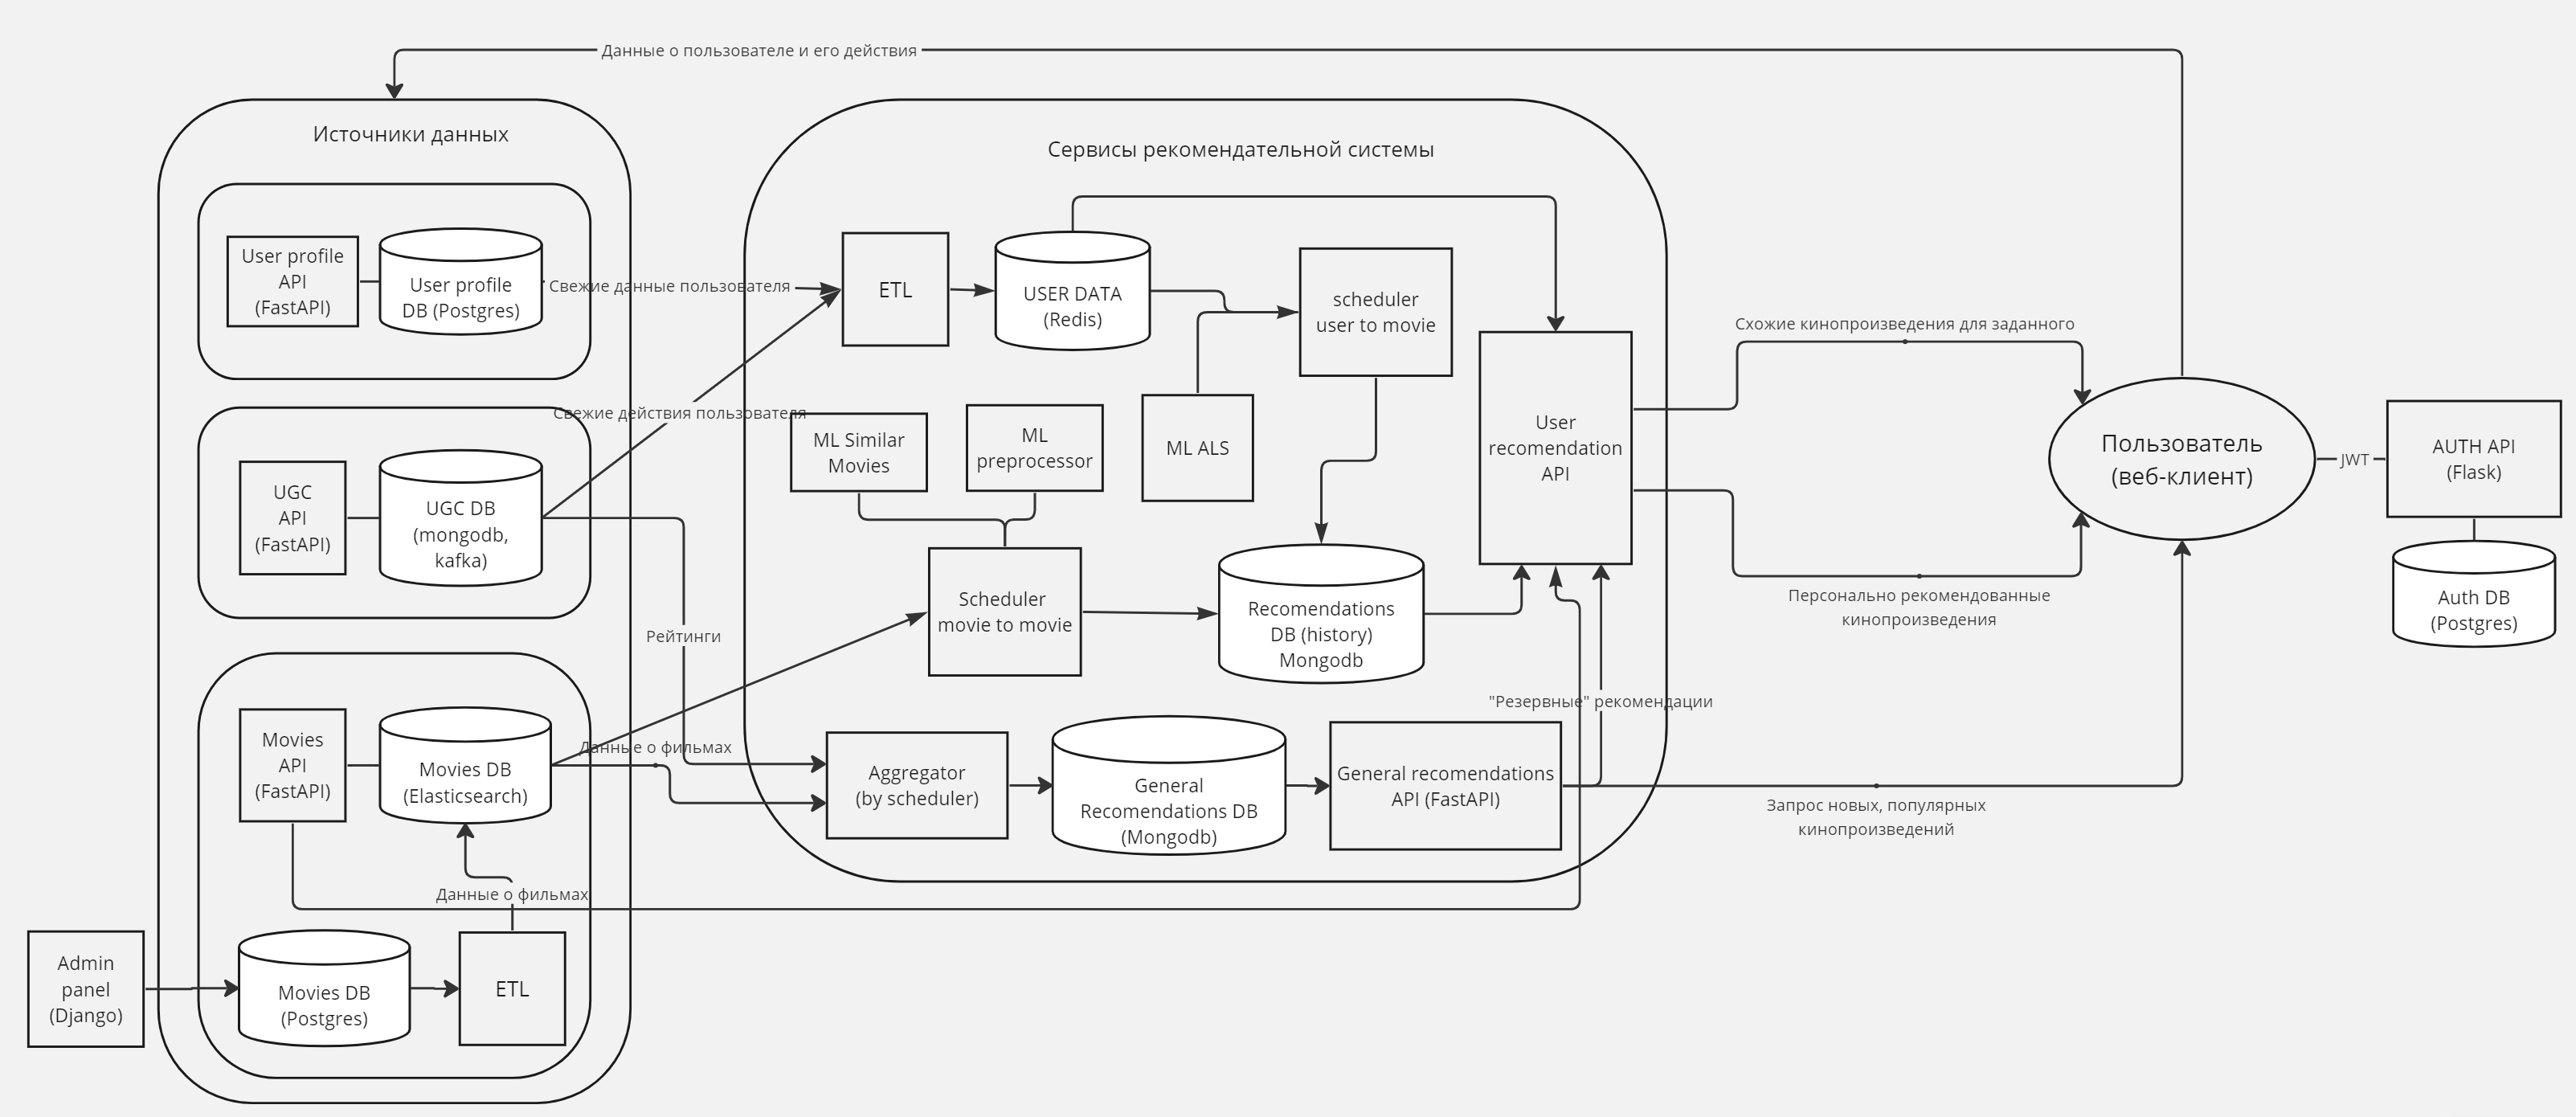 Данные о пользователе и его действия
Источники данных
User profile
API
(FastAPI)
User profile
DB (Postgres)
Свежие данные пользователя
UGC
API
(FastAPI)
UGC DB
(mongodb,
kafka)
Свежие действия пользователя
Рейтинги
Movies
API
(FastAPI)
Movies DB
(Elasticsearch)
Данные о фильмах
Данные о фильмах
Admin
panel
(Django)
Movies DB
(Postgres)
ETL
Сервисы рекомендательной системы
ETL
USER DATA
(Redis)
scheduler
user to movie
ML Similar
Movies
ML
preprocessor
ML ALS
User
recomendation
API
Scheduler
movie to movie
Recomendations
DB (history)
Mongodb
"Резервные" рекомендации
Aggregator
(by scheduler)
General
Recomendations DB
(Mongodb)
General recomendations
API (FastAPI)
Схожие кинопроизведения для заданного
Персонально рекомендованные
кинопроизведения
Запрос новых, популярных
кинопроизведений
Пользователь
(веб-клиент)
JWT
AUTH API
(Flask)
Auth DB
(Postgres)